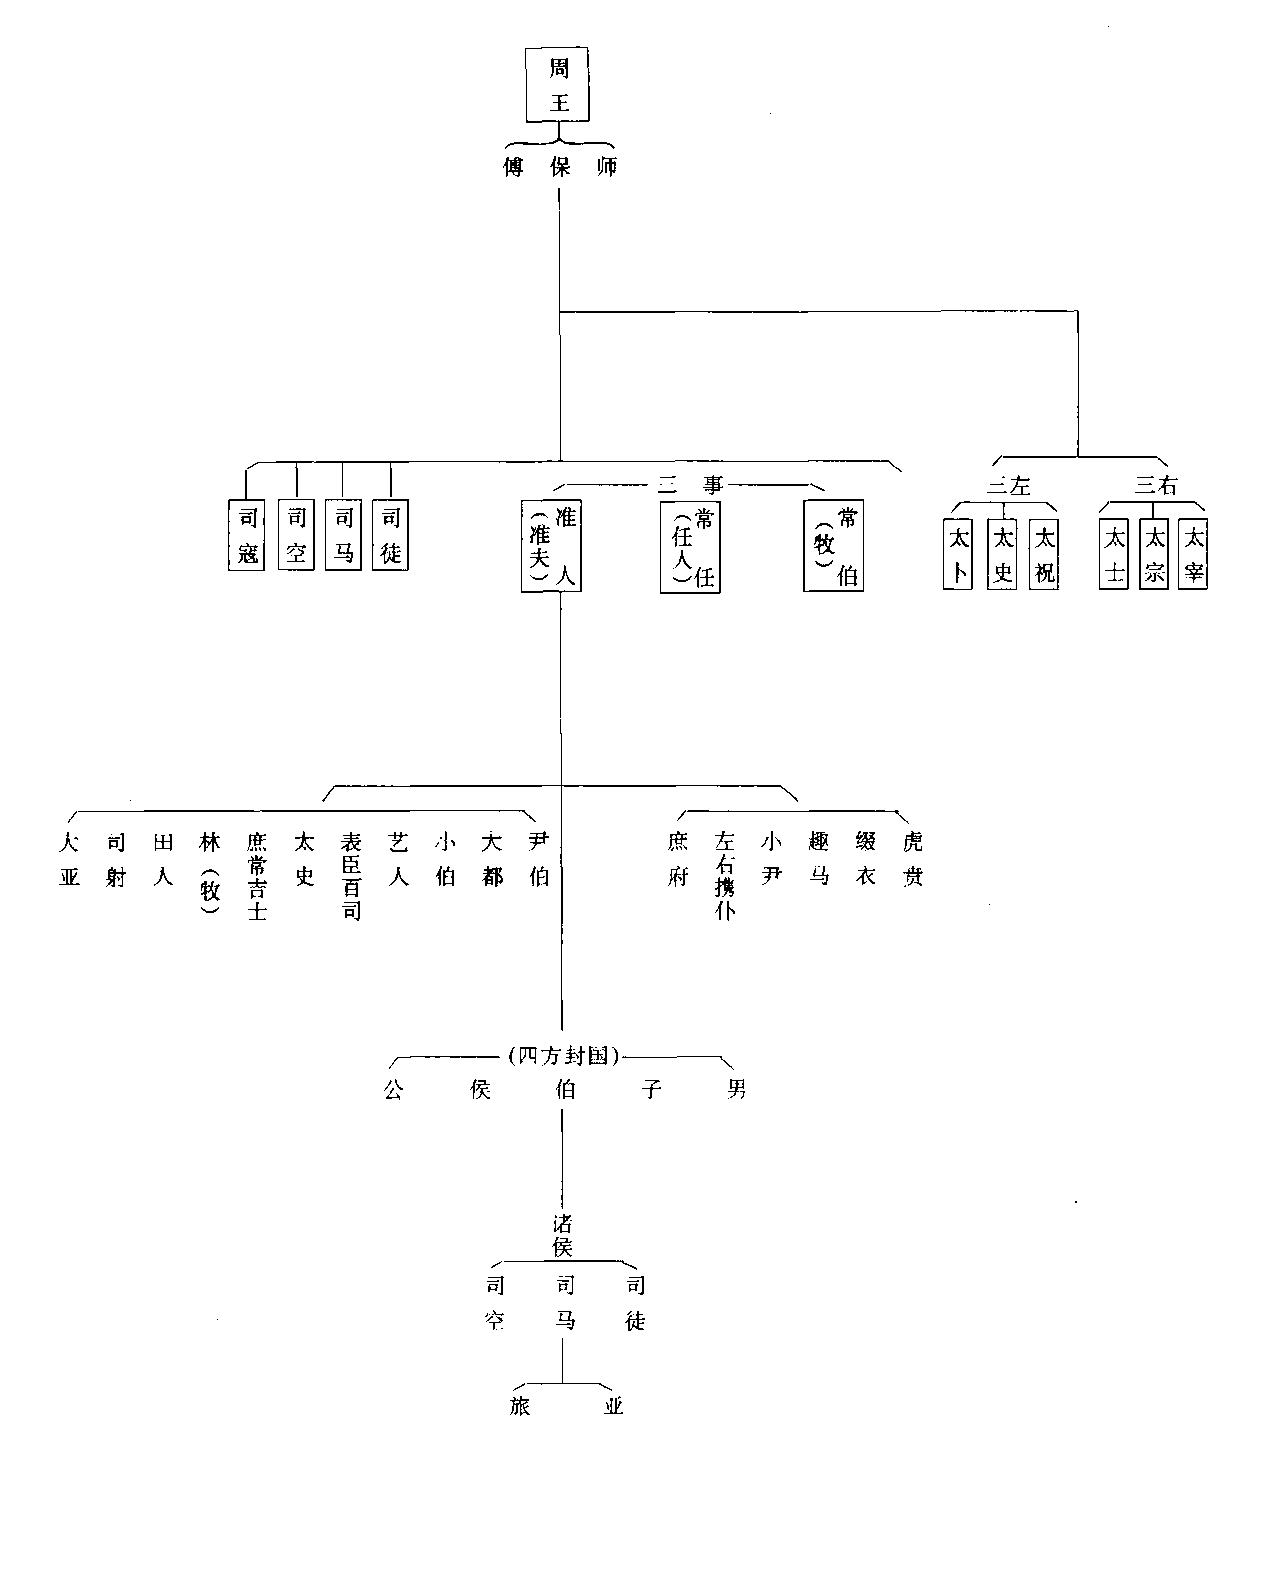 周王
傅 保 师
三事
三左
三右
司寇
司空
司马
司徒
准人（准夫）
常任（任人）
常伯（牧）
太卜
太史
太祝
太士
太宗
太宰
大亚
司射
田人
林（牧）
庶常吉士
太史
表臣百司
艺人
小伯
大都
尹伯
庶府
左右携仆
小尹
趣马
缀衣
虎贲
(四方封国)
公 侯 伯 子 男
诸侯
司空
司马
司徒
旅 亚